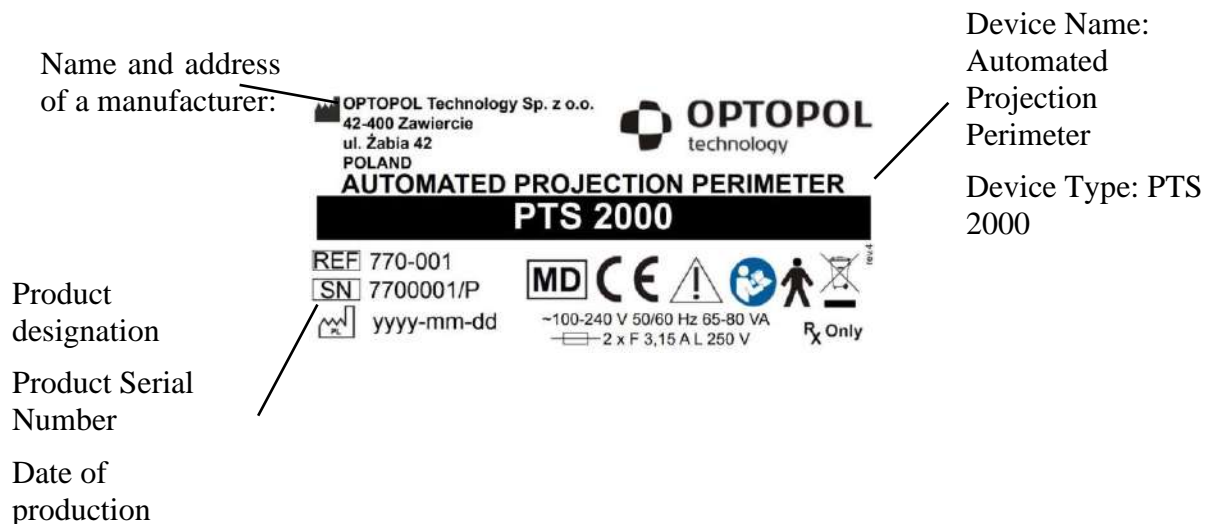 Name and address
of a manufacturer:
OPTOPOL Technology Sp. z o.o.
42-400 Zawiercie
ul. Żabia 42
POLAND
OPTOPOL
technology
AUTOMATED PROJECTION PERIMETER
PTS 2000
rev.4
REF 770-001
SN 7700001/P
PL yyyy-mm-dd
MD CE
~100-240 V 50/60 Hz 65-80 VA
2 x F 3,15 A L 250 V
Rx Only
Device Name:
Automated
Projection
Perimeter
Device Type: PTS
2000
Product
designation
Product Serial
Number
Date of
production